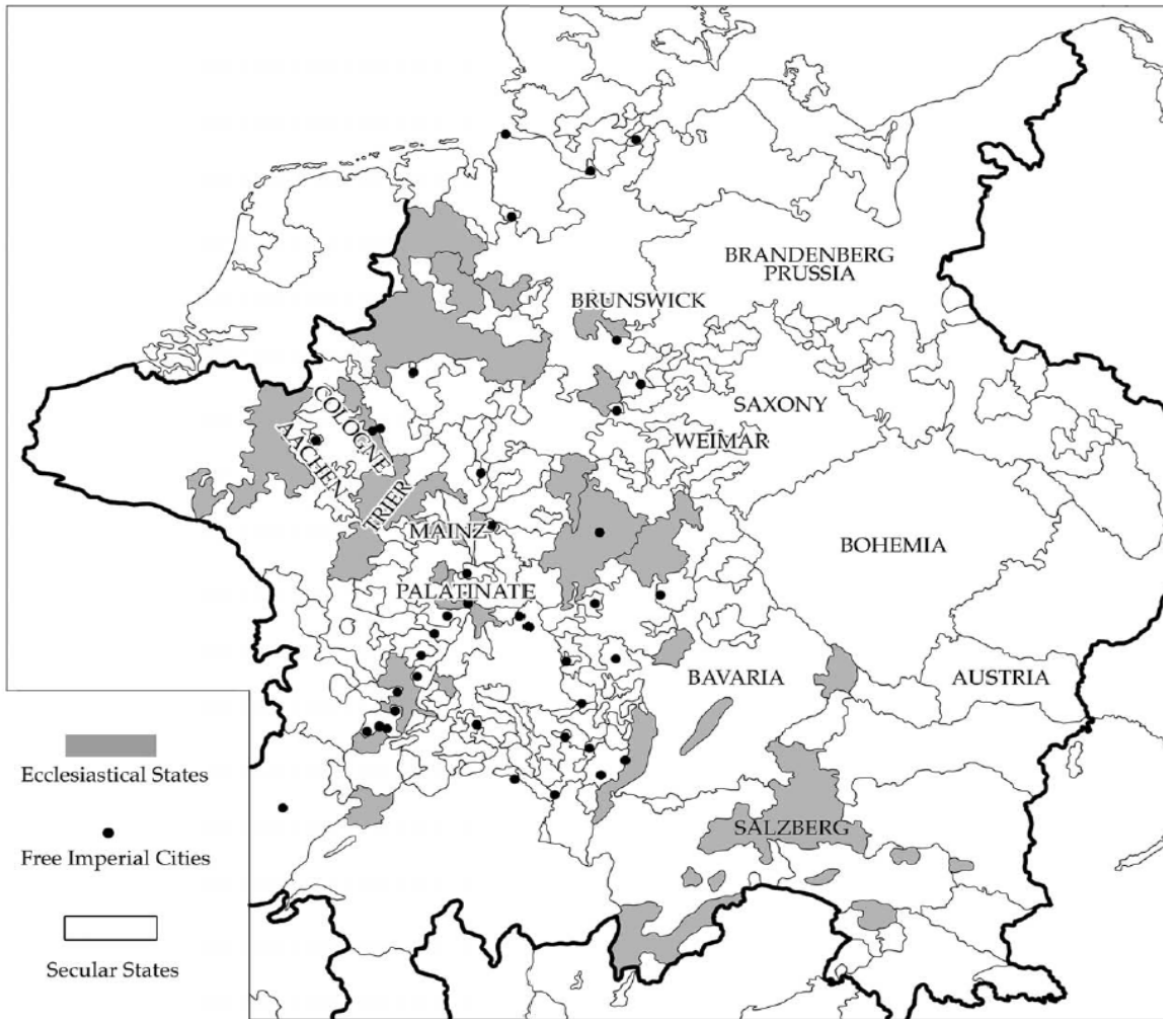 BRANDENBERG
PRUSSIA
BRUNSWICK
COLOGNE
AACHEN
SAXONY
WEIMAR
TRIER
MAINZ
BOHEMIA
PALATINATE
BAVARIA
AUSTRIA
Ecclesiastical States
SALZBERG
Free Imperial Cities
Secular States